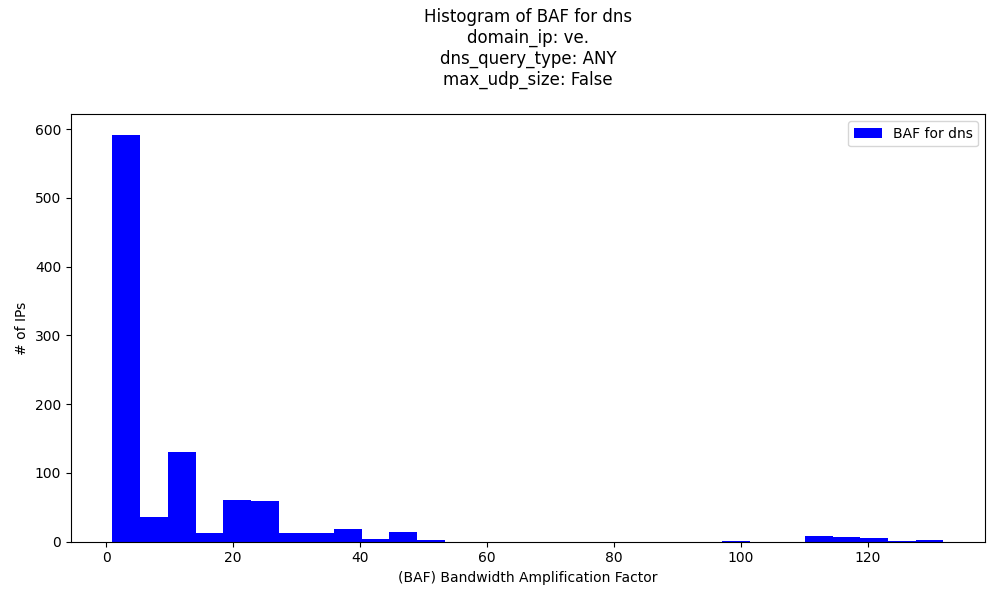 Histogram of BAF for dns
domain_ip: ve.
dns_query_type: ANY
max_udp_size: False
BAF for dns
600
500
400
300
200
100
0
# of IPs
0 20 40 60 80 100 120
(BAF) Bandwidth Amplification Factor